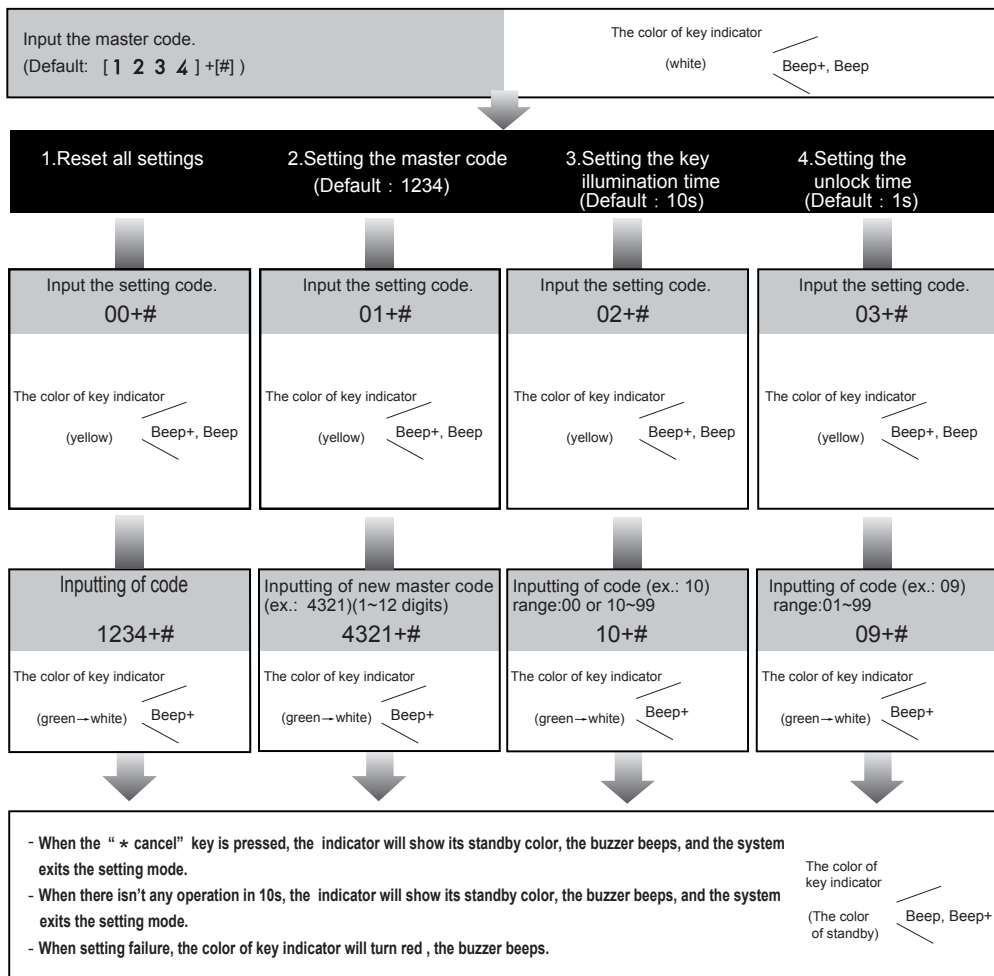 Input the master code.
(Default: [1 2 3 4] +[#] )
The color of key indicator
(white)
Beep+, Beep
1.Reset all settings
2.Setting the master code
(Default : 1234)
3.Setting the key
illumination time
(Default : 10s)
4.Setting the
unlock time
(Default : 1s)
Input the setting code.
00+#
The color of key indicator
(yellow)
Beep+, Beep
Input the setting code.
01+#
The color of key indicator
(yellow)
Beep+, Beep
Input the setting code.
02+#
The color of key indicator
(yellow)
Beep+, Beep
Input the setting code.
03+#
The color of key indicator
(yellow)
Beep+, Beep
Inputting of code
1234+#
The color of key indicator
(green→white)
Beep+
Inputting of new master code
(ex.: 4321)(1~12 digits)
4321+#
The color of key indicator
(green→white)
Beep+
Inputting of code (ex.: 10)
range:00 or 10~99
10+#
The color of key indicator
(green→white)
Beep+
Inputting of code (ex.: 09)
range:01~99
09+#
The color of key indicator
(green→white)
Beep+
- When the “ * cancel” key is pressed, the indicator will show its standby color, the buzzer beeps, and the system
exits the setting mode.
- When there isn’t any operation in 10s, the indicator will show its standby color, the buzzer beeps, and the system
exits the setting mode.
- When setting failure, the color of key indicator will turn red , the buzzer beeps.
The color of
key indicator
(The color
of standby)
Beep, Beep+